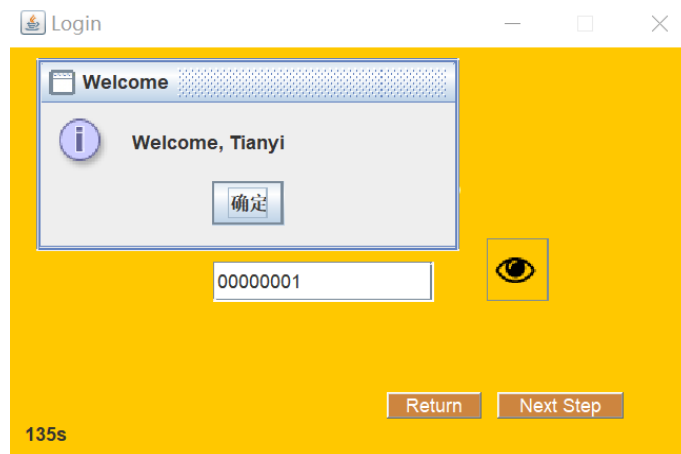 Login
Welcome
Welcome, Tianyi
确定
00000001
Return
Next Step
135s